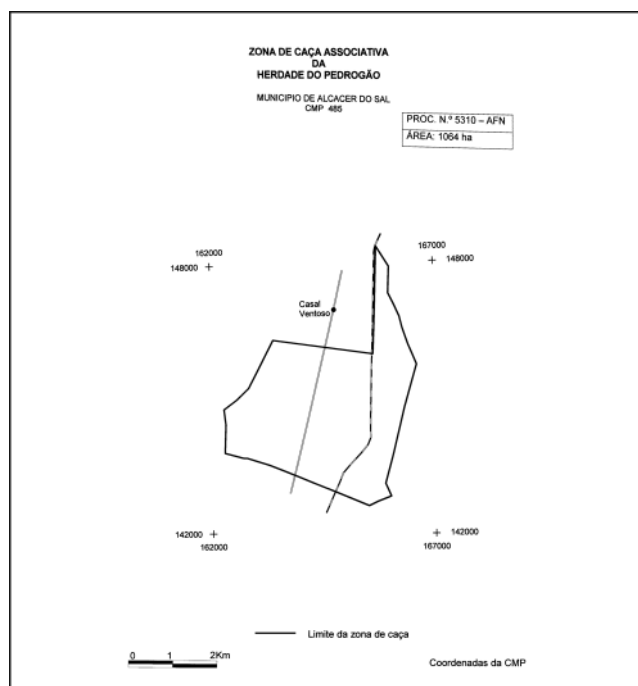 ZONA DE CAÇA ASSOCIATIVA
DA
HERDADE DO PEDROGÃO
MUNICIPIO DE ALCACER DO SAL
CMP 485
PROC. N.º 5310 – AFN
ÁREA: 1064 ha
162000
148000
167000
148000
Casal
Ventoso
142000
162000
142000
167000
Limite da zona de caça
0 1 2Km
Coordenadas da CMP